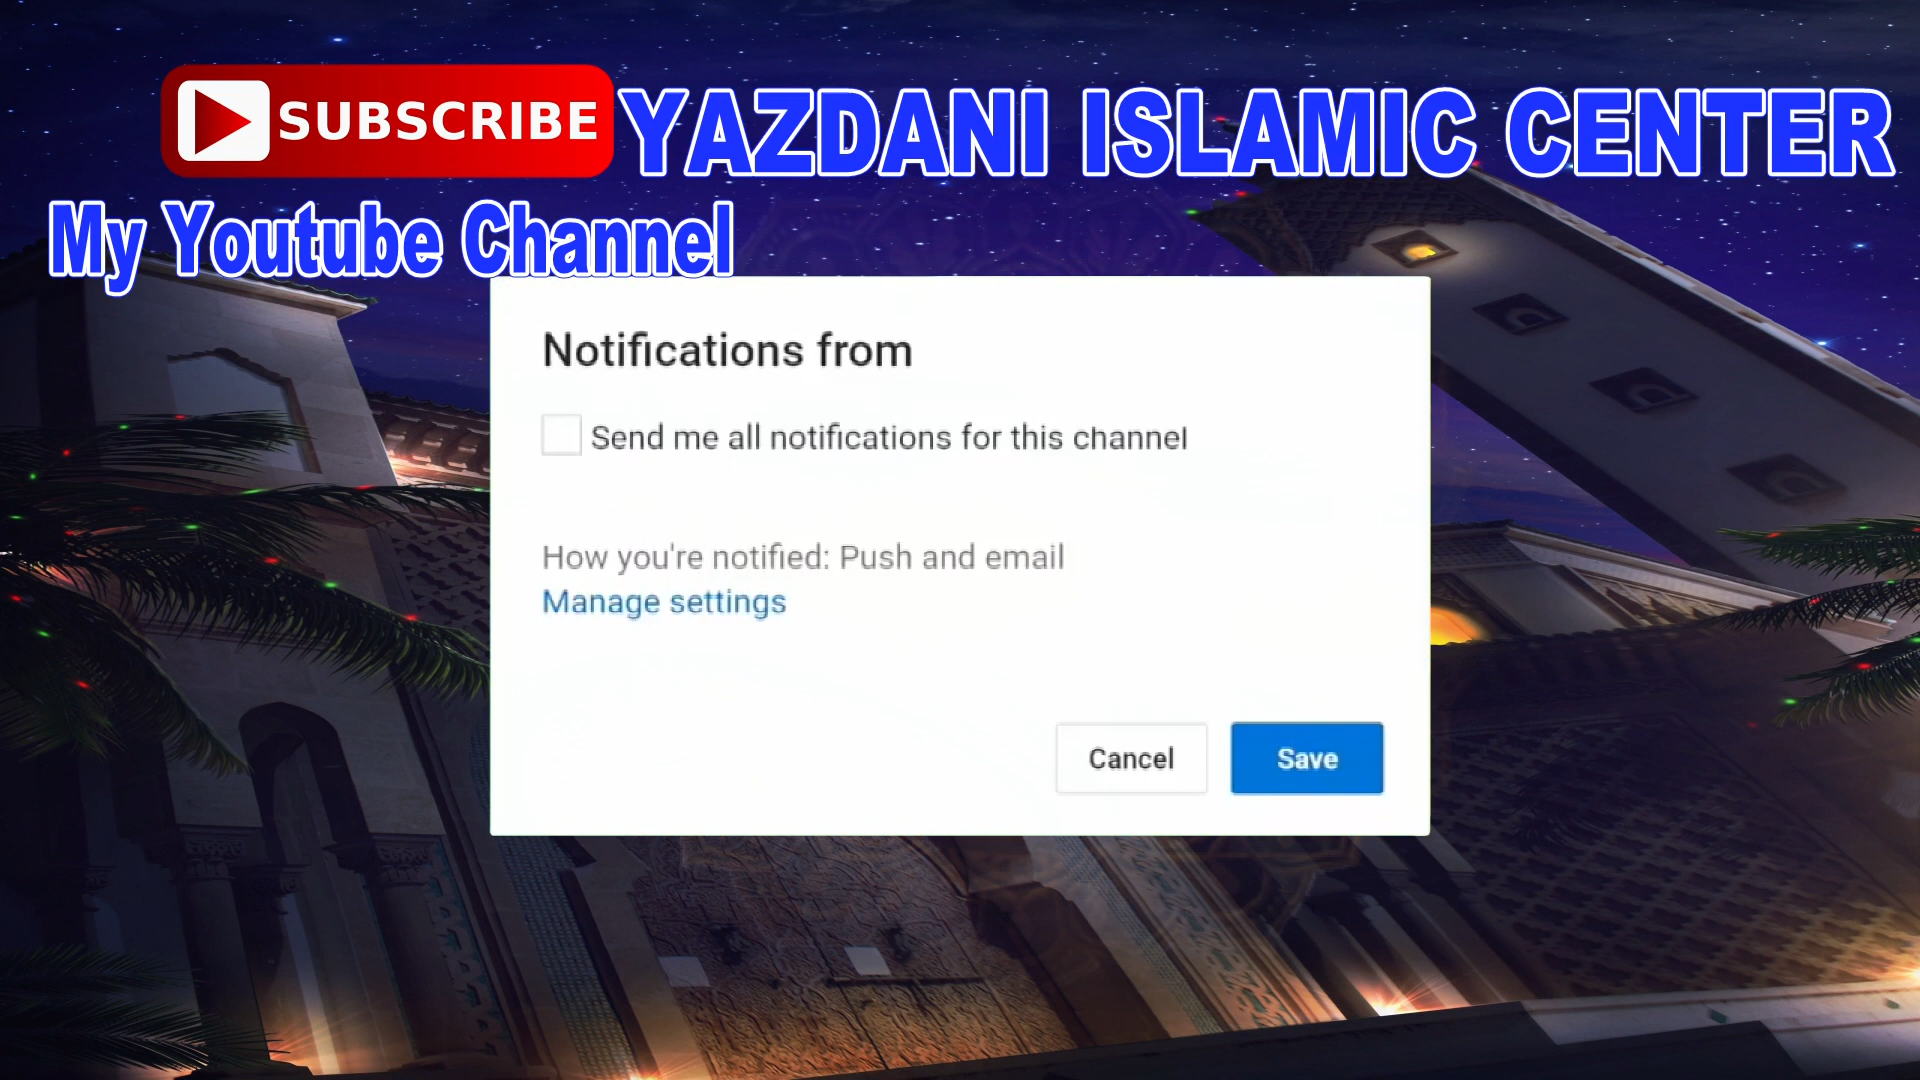 SUBSCRIBE YAZDANI ISLAMIC CENTER
My Youtube Channel
Notifications from
Send me all notifications for this channel
How you're notified: Push and email
Manage settings
Cancel Save